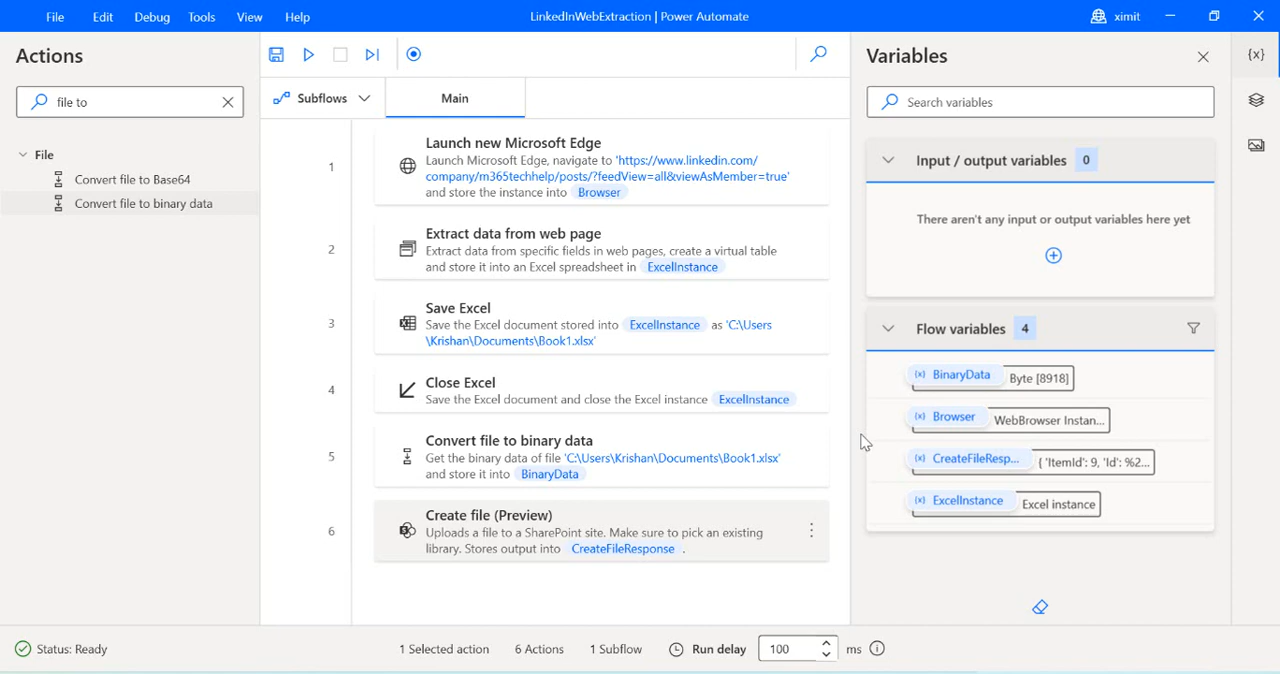 File Edit Debug Tools View Help LinkedInWebExtraction | Power Automate ximit
Actions
file to
File
Convert file to Base64
Convert file to binary data
Subflows Main
1
Launch new Microsoft Edge
Launch Microsoft Edge, navigate to 'https://www.linkedin.com/
company/m365techhelp/posts/?feedView=all&viewAsMember=true'
and store the instance into Browser
2
Extract data from web page
Extract data from specific fields in web pages, create a virtual table
and store it into an Excel spreadsheet in ExcelInstance
3
Save Excel
Save the Excel document stored into ExcelInstance as 'C:\Users
\Krishan\Documents\Book1.xlsx'
4
Close Excel
Save the Excel document and close the Excel instance ExcelInstance
5
Convert file to binary data
Get the binary data of file 'C:\Users\Krishan\Documents\Book1.xlsx'
and store it into BinaryData
6
Create file (Preview)
Uploads a file to a SharePoint site. Make sure to pick an existing
library. Stores output into CreateFileResponse .
Variables
{x}
Search variables
Input / output variables 0
There aren't any input or output variables here yet
Flow variables 4
(x) BinaryData Byte [8918]
(x) Browser WebBrowser Instan...
(x) CreateFileResp... { 'ItemId': 9, 'Id': %2...
(x) ExcelInstance Excel instance
Status: Ready 1 Selected action 6 Actions 1 Subflow Run delay 100 ms